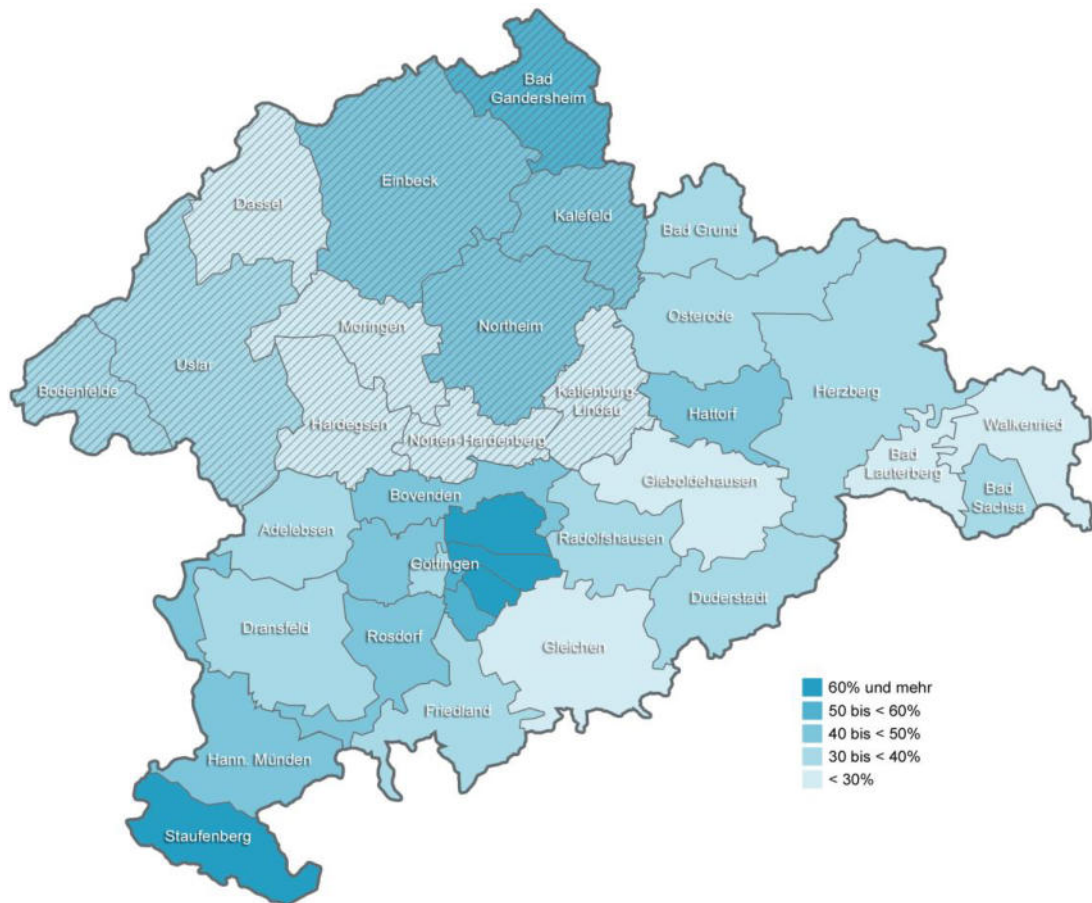 Bad
Gandersheim
Einbeck
Dassel
Kalefeld
Bad Grund
Moringen
Northeim
Osterode
Uslar
Bodenfelde
Katlenburg-
Lindau
Herzberg
Hattorf
Hardegsen
Nörten-Hardenberg
Walkenried
Bad
Lauterberg
Gieboldehausen
Bad
Sachsa
Bovenden
Adelebsen
Radolfshausen
Göttingen
Duderstadt
Dransfeld
Rosdorf
Gleichen
Friedland
Hann. Münden
Staufenberg
60% und mehr
50 bis < 60%
40 bis < 50%
30 bis < 40%
< 30%